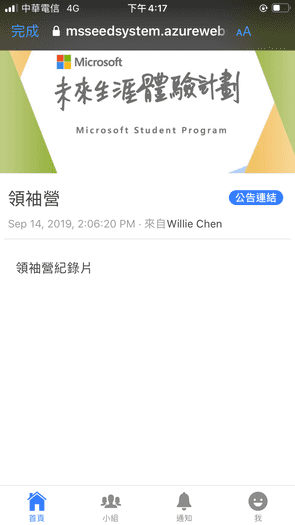 中華電信 4G 下午 4:17
完成 msseedsystem.azureweb AA
Microsoft
未來生涯體驗計劃
Microsoft Student Program
領袖營 公告連結
Sep 14, 2019, 2:06:20 PM · 來自Willie Chen
領袖營紀錄片
首頁 小組 通知 我